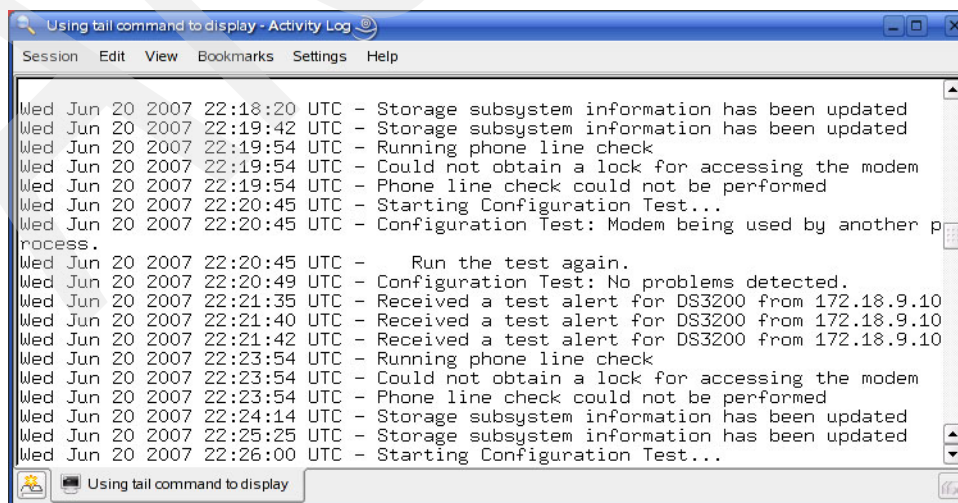 Using tail command to display - Activity Log
Session Edit View Bookmarks Settings Help
Wed Jun 20 2007 22:18:20 UTC - Storage subsystem information has been updated
Wed Jun 20 2007 22:19:42 UTC - Storage subsystem information has been updated
Wed Jun 20 2007 22:19:54 UTC - Running phone line check
Wed Jun 20 2007 22:19:54 UTC - Could not obtain a lock for accessing the modem
Wed Jun 20 2007 22:19:54 UTC - Phone line check could not be performed
Wed Jun 20 2007 22:20:45 UTC - Starting Configuration Test...
Wed Jun 20 2007 22:20:45 UTC - Configuration Test: Modem being used by another p
rocess.
Wed Jun 20 2007 22:20:45 UTC -    Run the test again.
Wed Jun 20 2007 22:20:49 UTC - Configuration Test: No problems detected.
Wed Jun 20 2007 22:21:35 UTC - Received a test alert for DS3200 from 172.18.9.10
Wed Jun 20 2007 22:21:40 UTC - Received a test alert for DS3200 from 172.18.9.10
Wed Jun 20 2007 22:21:42 UTC - Received a test alert for DS3200 from 172.18.9.10
Wed Jun 20 2007 22:23:54 UTC - Running phone line check
Wed Jun 20 2007 22:23:54 UTC - Could not obtain a lock for accessing the modem
Wed Jun 20 2007 22:23:54 UTC - Phone line check could not be performed
Wed Jun 20 2007 22:24:14 UTC - Storage subsystem information has been updated
Wed Jun 20 2007 22:25:25 UTC - Storage subsystem information has been updated
Wed Jun 20 2007 22:26:00 UTC - Starting Configuration Test...
Using tail command to display